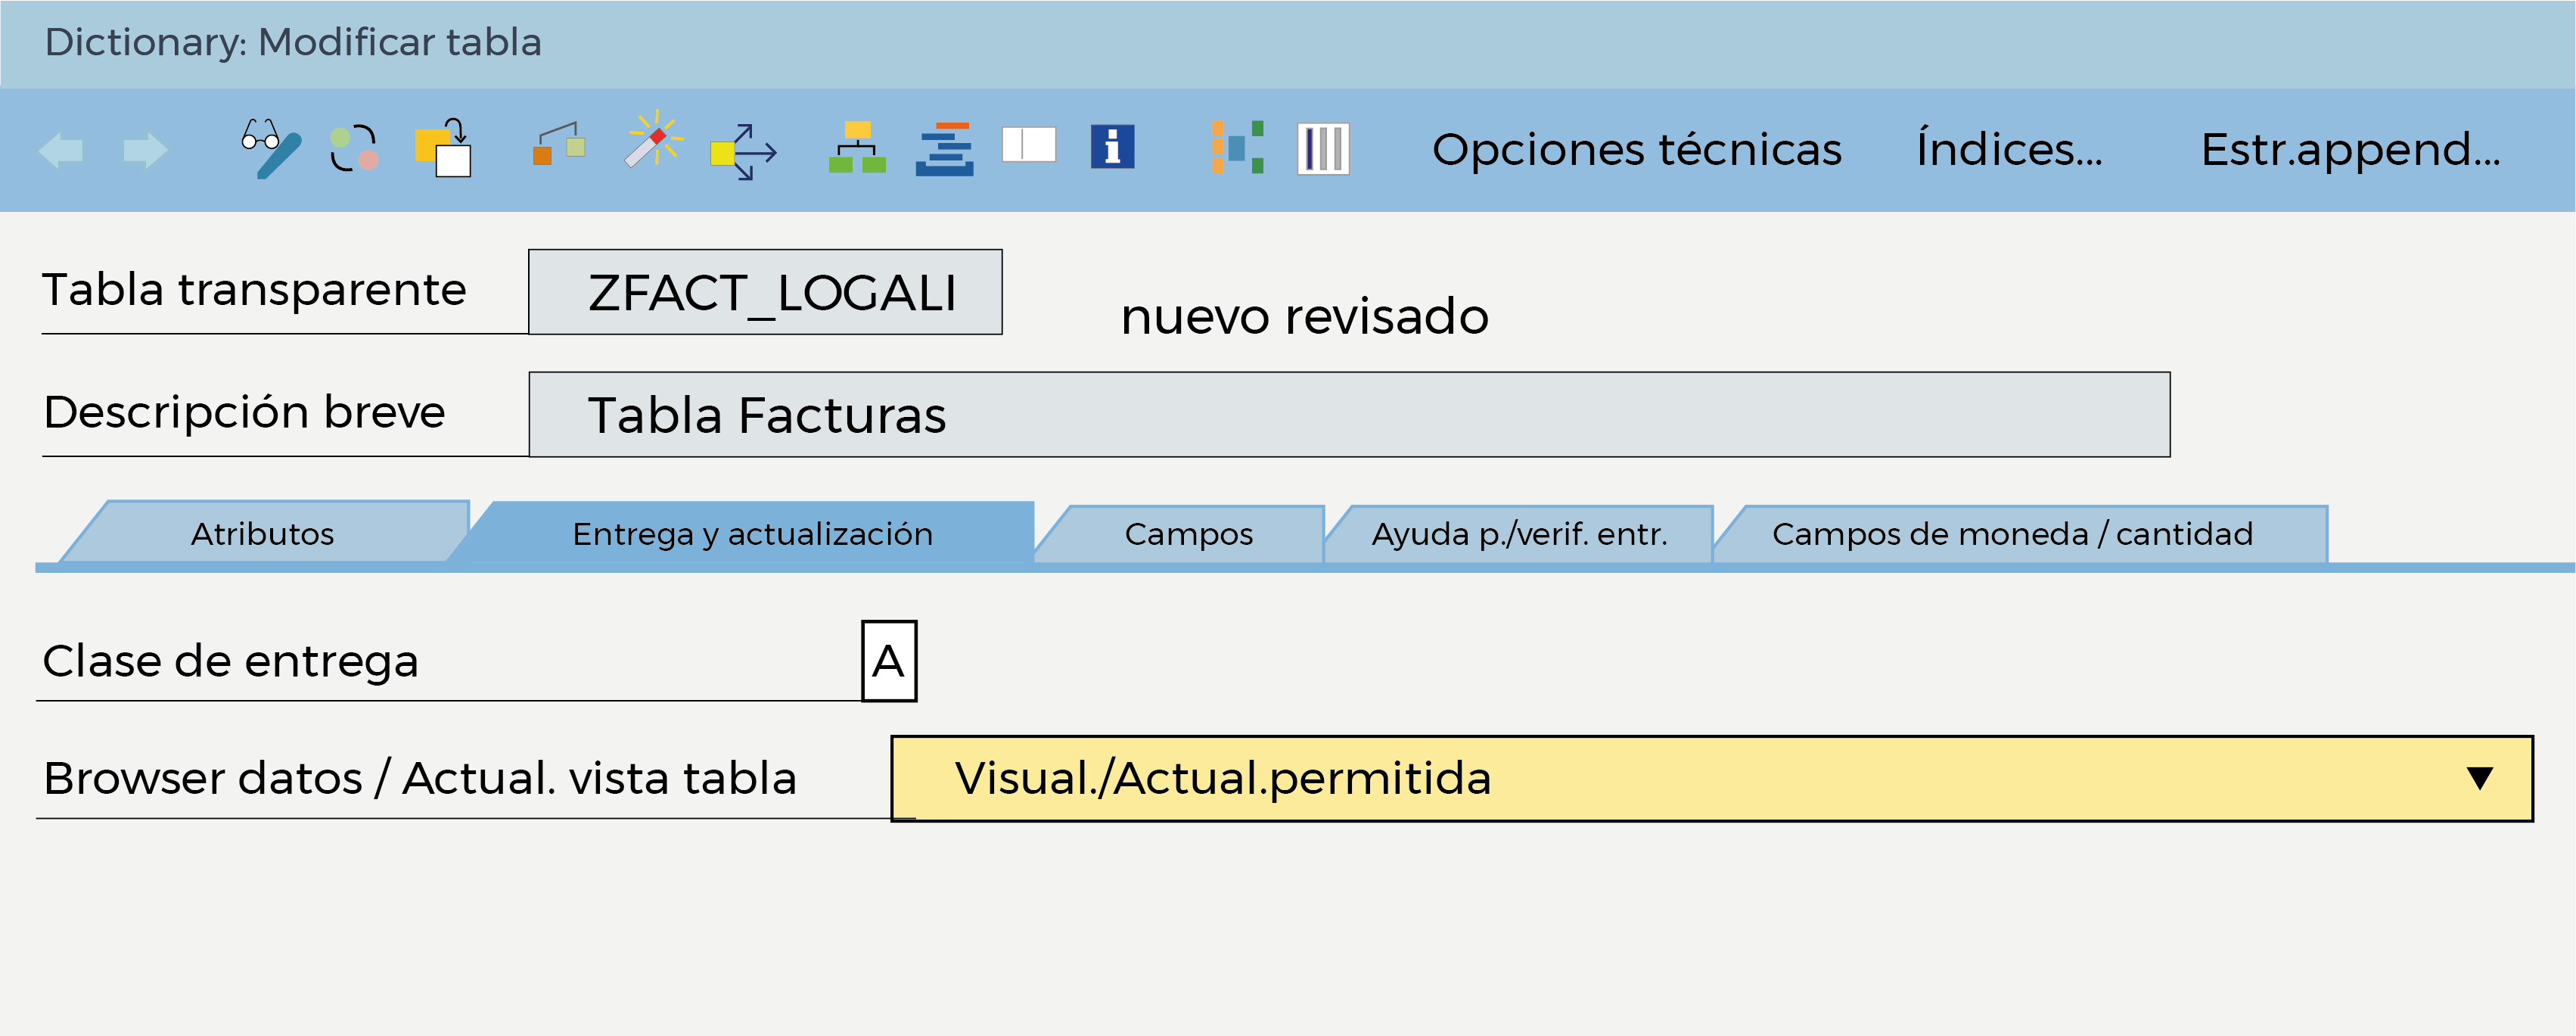 Dictionary: Modificar tabla
Opciones técnicas Índices... Estr.append...
Tabla transparente ZFACT_LOGALI nuevo revisado
Descripción breve Tabla Facturas
Atributos Entrega y actualización Campos Ayuda p./verif. entr. Campos de moneda / cantidad
Clase de entrega A
Browser datos / Actual. vista tabla Visual./Actual.permitida